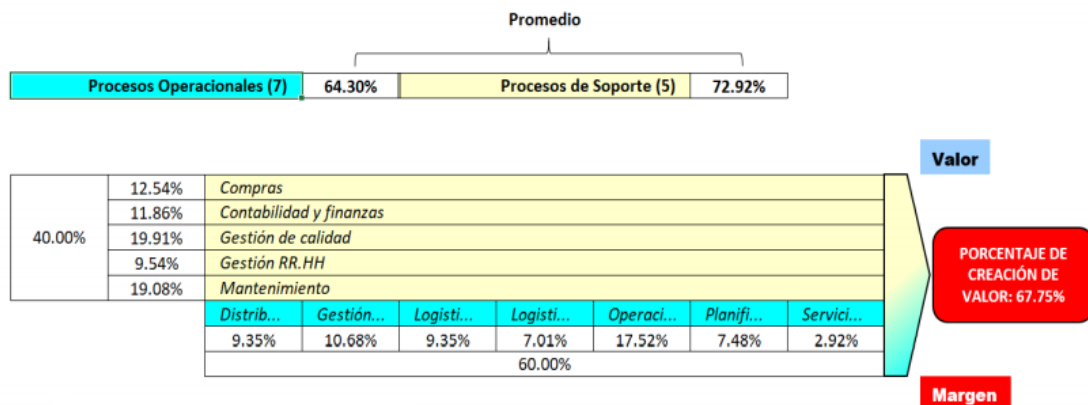 Promedio
Procesos Operacionales (7) 64.30% Procesos de Soporte (5) 72.92%
Valor
40.00%
12.54% Compras
11.86% Contabilidad y finanzas
19.91% Gestión de calidad
9.54% Gestión RR.HH
19.08% Mantenimiento
PORCENTAJE DE
CREACIÓN DE
VALOR: 67.75%
Distrib... Gestión... Logisti... Logisti... Operaci... Planifi... Servici...
9.35% 10.68% 9.35% 7.01% 17.52% 7.48% 2.92%
60.00%
Margen